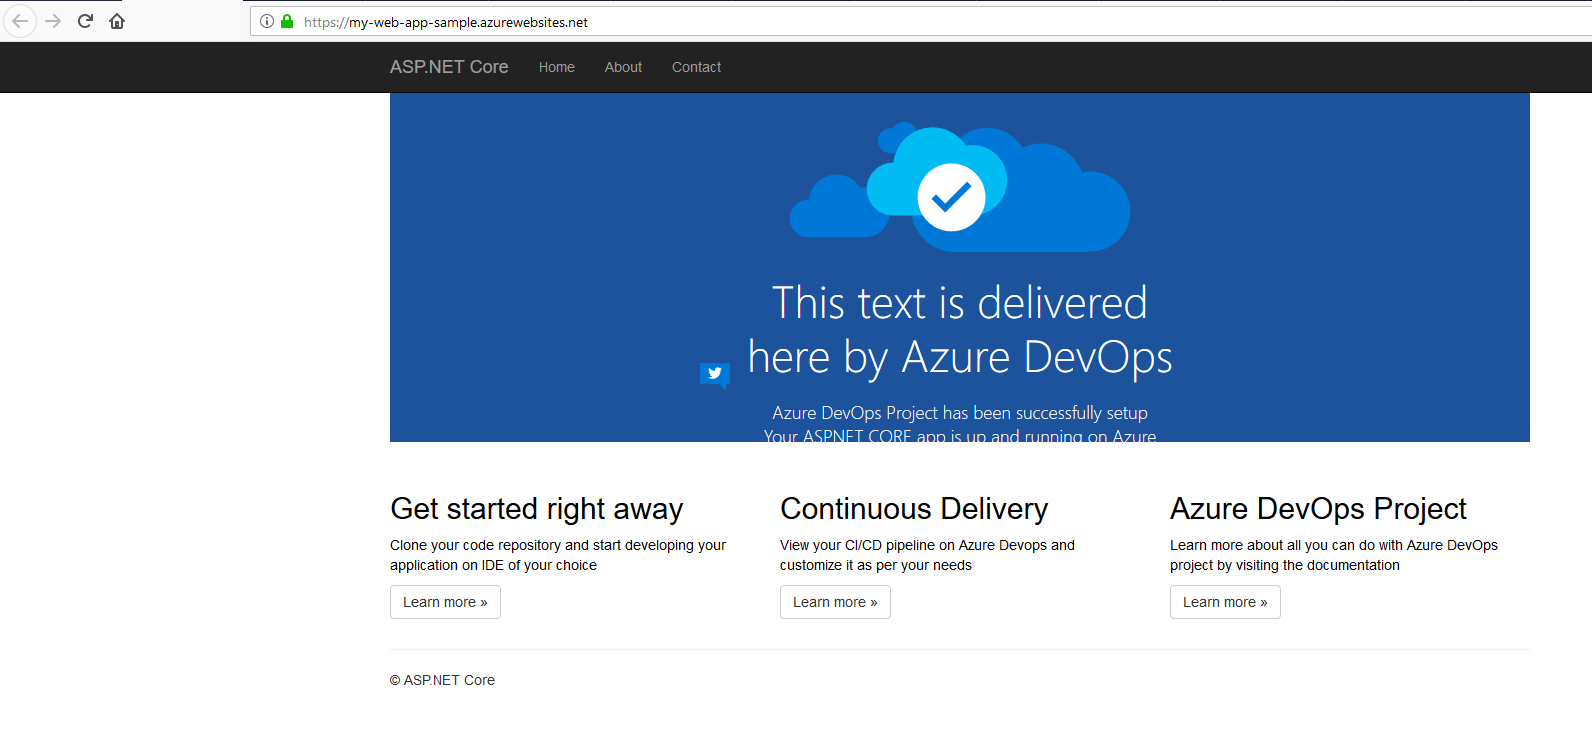 https://my-web-app-sample.azurewebsites.net
ASP.NET Core Home About Contact
This text is delivered
here by Azure DevOps
Azure DevOps Project has been successfully setup
Your ASP.NET CORE app is up and running on Azure
Get started right away
Clone your code repository and start developing your
application on IDE of your choice
Learn more »
Continuous Delivery
View your CI/CD pipeline on Azure Devops and
customize it as per your needs
Learn more »
Azure DevOps Project
Learn more about all you can do with Azure DevOps
project by visiting the documentation
Learn more »
© ASP.NET Core